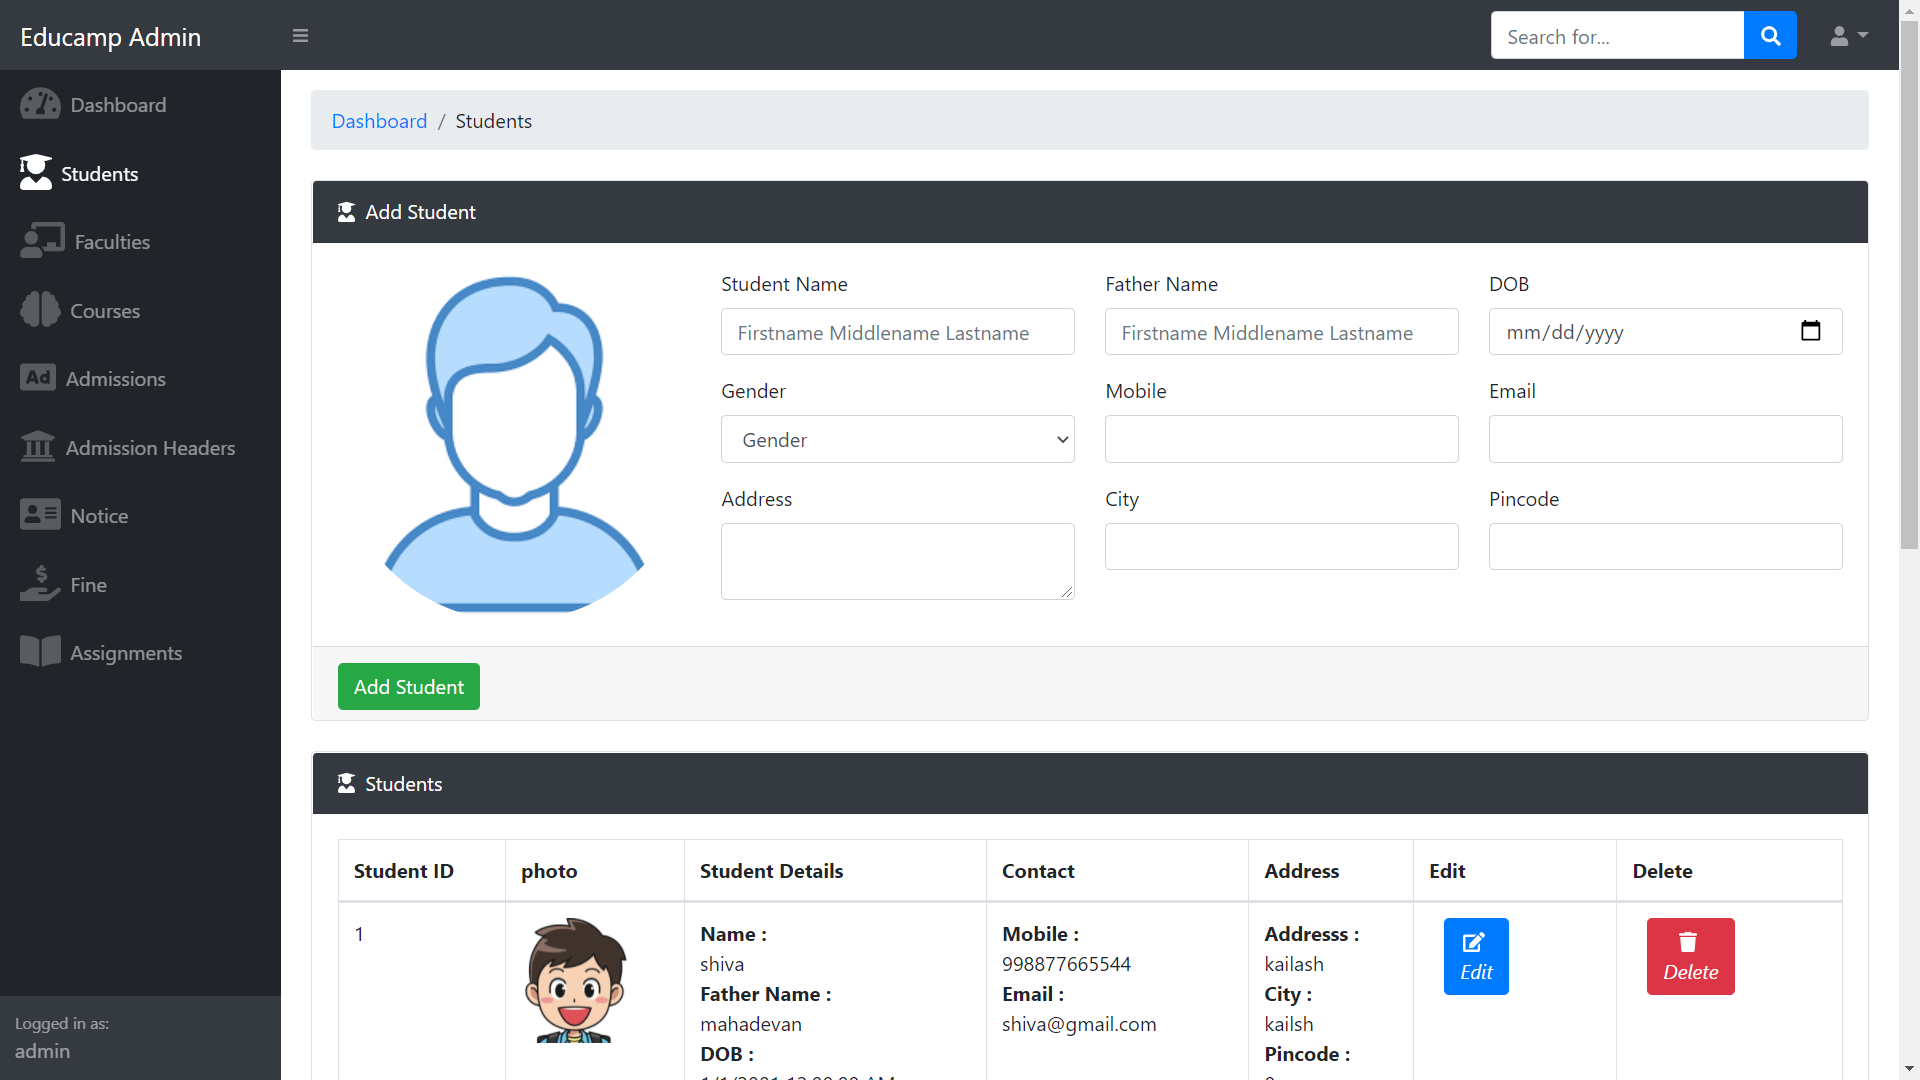 Educamp Admin
Search for...
Dashboard
Students
Faculties
Courses
Ad Admissions
Admission Headers
Notice
Fine
Assignments
Logged in as:
admin
Dashboard / Students
Add Student
Student Name
Firstname Middlename Lastname
Father Name
Firstname Middlename Lastname
DOB
mm/dd/yyyy
Gender
Gender
Mobile
Email
Address
City
Pincode
Add Student
Students
Student ID photo Student Details Contact Address Edit Delete
1
Name :
shiva
Father Name :
mahadevan
DOB :
Mobile :
998877665544
Email :
shiva@gmail.com
Addresss :
kailash
City :
kailsh
Pincode :
Edit
Delete